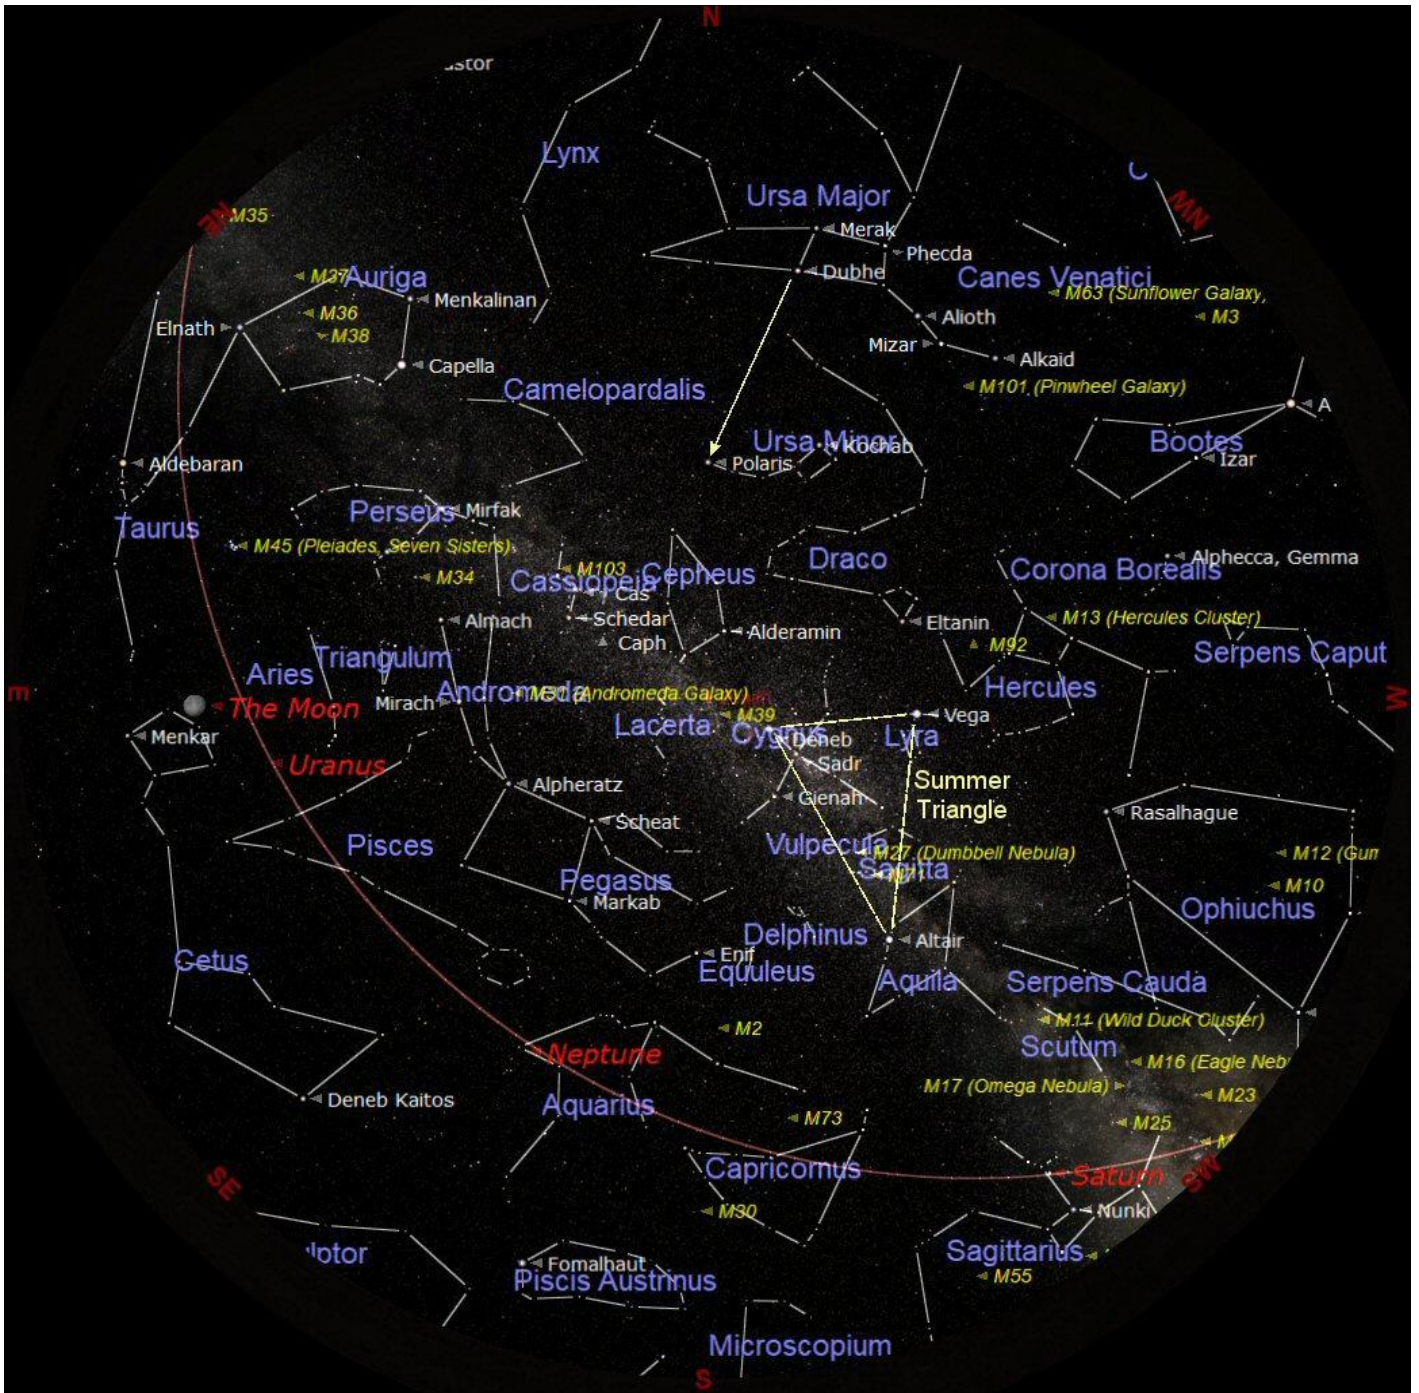 N
astor
Lynx
Ursa Major
C
NW
NE
M35
Merak
Phecda
Dubhe
Canes Venatici
M63 (Sunflower Galaxy,
M3
M37
Auriga
Menkalinan
M36
M38
Elnath
Capella
Alioth
Mizar
Alkaid
M101 (Pinwheel Galaxy)
Camelopardalis
A
Ursa Minor
Kochab
Bootes
Izar
Aldebaran
Polaris
Perseus
Mirfak
Taurus
M45 (Pleiades, Seven Sisters)
M34
M103
Cassiopeia
Cepheus
Draco
Corona Borealis
Alphecca, Gemma
Cas
Schedar
Caph
Almach
Alderamin
Eltanin
M13 (Hercules Cluster)
M92
Serpens Caput
Triangulum
Aries
E
The Moon
Mirach
Andromeda
M31 (Andromeda Galaxy)
Hercules
W
Menkar
Lacerta
M39
Cygnus
Deneb
Vega
Lyra
Sadr
Uranus
Alpheratz
Gienah
Summer
Triangle
Scheat
Rasalhague
Pisces
Vulpecula
M27 (Dumbbell Nebula)
Sagitta
M71
M12 (Gum
M10
Pegasus
Markab
Ophiuchus
Delphinus
Altair
Enif
Equuleus
Cetus
Aquila
Serpens Cauda
M2
M11 (Wild Duck Cluster)
Scutum
Neptune
M16 (Eagle Neb
M17 (Omega Nebula)
M23
Deneb Kaitos
Aquarius
M73
M25
M
SE
Capricornus
Saturn
SW
M30
Nunki
lptor
Sagittarius
Fomalhaut
Piscis Austrinus
M55
Microscopium
S